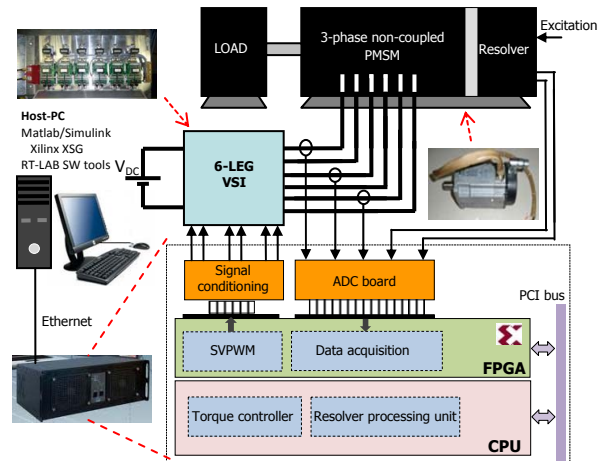 Excitation
LOAD
3-phase non-coupled
PMSM
Resolver
Host-PC
Matlab/Simulink
Xilinx XSG
RT-LAB SW tools
VDC
6-LEG
VSI
Signal
conditioning
ADC board
PCI bus
Ethernet
SVPWM
Data acquisition
FPGA
Torque controller
Resolver processing unit
CPU